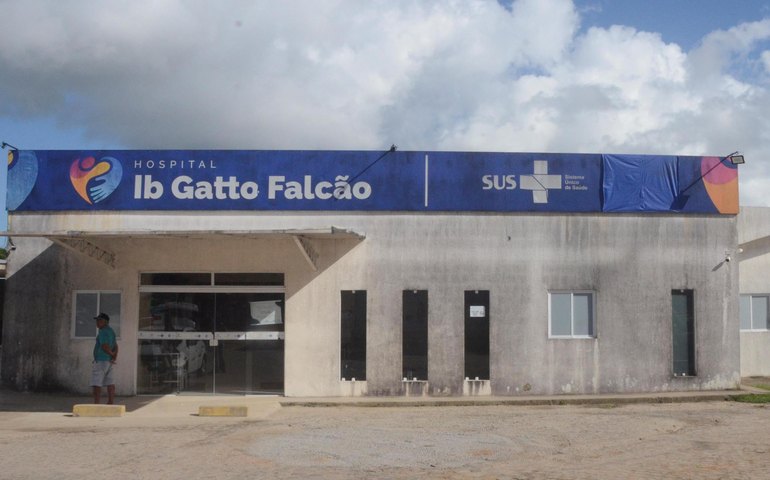 HOSPITAL
Ib Gatto Falcão
SUS
Sistema
Único
de Saúde